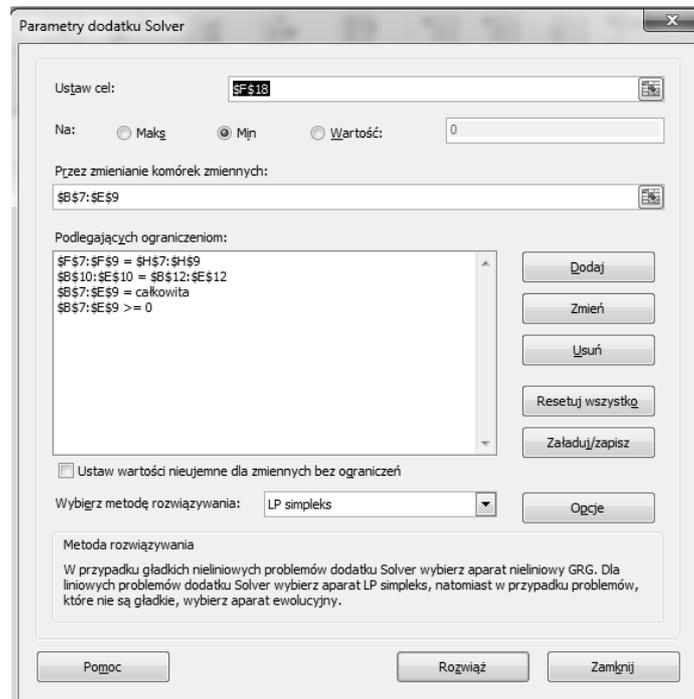 Parametry dodatku Solver
x
Ustaw cel: $F$18
Na: Maks Min Wartość: 0
Przez zmienianie komórek zmiennych:
$B$7:$E$9
Podlegających ograniczeniom:
$F$7:$F$9 = $H$7:$H$9
$B$10:$E$10 = $B$12:$E$12
$B$7:$E$9 = całkowita
$B$7:$E$9 >= 0
Dodaj
Zmień
Usuń
Resetuj wszystko
Załaduj/zapisz
Ustaw wartości nieujemne dla zmiennych bez ograniczeń
Wybierz metodę rozwiązywania: LP simpleks Opcje
Metoda rozwiązywania
W przypadku gładkich nieliniowych problemów dodatku Solver wybierz aparat nieliniowy GRG. Dla
liniowych problemów dodatku Solver wybierz aparat LP simpleks, natomiast w przypadku problemów,
które nie są gładkie, wybierz aparat ewolucyjny.
Pomoc Rozwiąż Zamknij